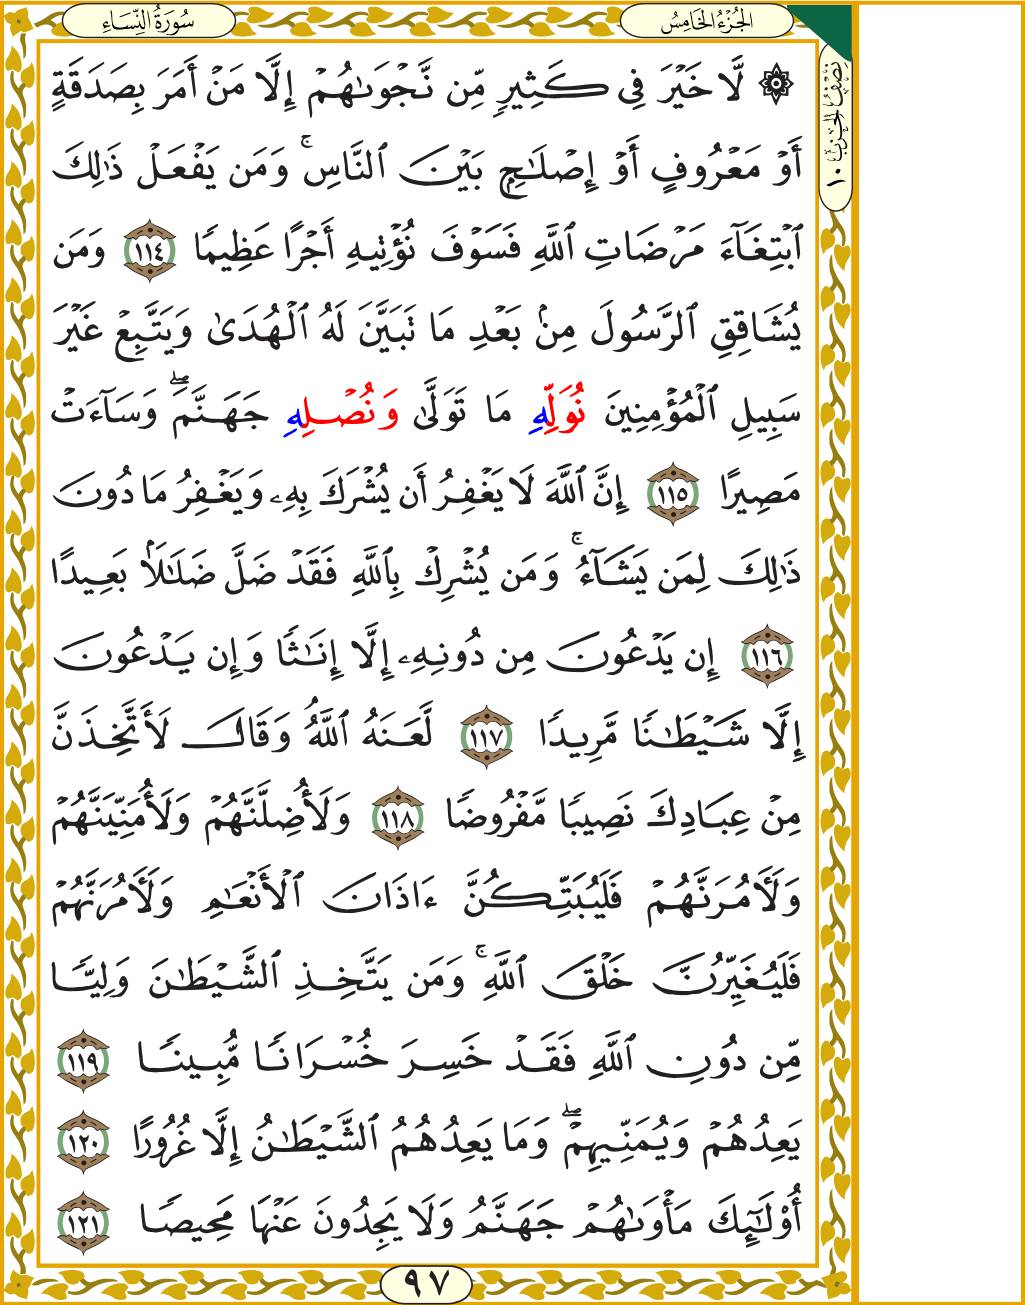 سُورَةُ النِّسَاءِ
الجُزْءُ الخَامِسُ
نِصْفُ الحِزْبِ ١٠
۞ لَّا خَيْرَ فِي كَثِيرٍ مِّن نَّجْوَىٰهُمْ إِلَّا مَنْ أَمَرَ بِصَدَقَةٍ
أَوْ مَعْرُوفٍ أَوْ إِصْلَـٰحٍ بَيْنَ ٱلنَّاسِ ۚ وَمَن يَفْعَلْ ذَٰلِكَ
ٱبْتِغَآءَ مَرْضَاتِ ٱللَّهِ فَسَوْفَ نُؤْتِيهِ أَجْرًا عَظِيمًا ١١٤ وَمَن
يُشَاقِقِ ٱلرَّسُولَ مِنۢ بَعْدِ مَا تَبَيَّنَ لَهُ ٱلْهُدَىٰ وَيَتَّبِعْ غَيْرَ
سَبِيلِ ٱلْمُؤْمِنِينَ نُوَلِّهِ مَا تَوَلَّىٰ وَنُصْلِهِ جَهَنَّمَ ۖ وَسَآءَتْ
مَصِيرًا ١١٥ إِنَّ ٱللَّهَ لَا يَغْفِرُ أَن يُشْرَكَ بِهِۦ وَيَغْفِرُ مَا دُونَ
ذَٰلِكَ لِمَن يَشَآءُ ۚ وَمَن يُشْرِكْ بِٱللَّهِ فَقَدْ ضَلَّ ضَلَـٰلًۢا بَعِيدًا
١١٦ إِن يَدْعُونَ مِن دُونِهِۦ إِلَّا إِنَـٰثًا وَإِن يَدْعُونَ
إِلَّا شَيْطَـٰنًا مَّرِيدًا ١١٧ لَّعَنَهُ ٱللَّهُ ۘ وَقَالَ لَأَتَّخِذَنَّ
مِنْ عِبَادِكَ نَصِيبًا مَّفْرُوضًا ١١٨ وَلَأُضِلَّنَّهُمْ وَلَأُمَنِّيَنَّهُمْ
وَلَـَٔامُرَنَّهُمْ فَلَيُبَتِّكُنَّ ءَاذَانَ ٱلْأَنْعَـٰمِ وَلَـَٔامُرَنَّهُمْ
فَلَيُغَيِّرُنَّ خَلْقَ ٱللَّهِ ۚ وَمَن يَتَّخِذِ ٱلشَّيْطَـٰنَ وَلِيًّا
مِّن دُونِ ٱللَّهِ فَقَدْ خَسِرَ خُسْرَانًا مُّبِينًا ١١٩
يَعِدُهُمْ وَيُمَنِّيهِمْ ۖ وَمَا يَعِدُهُمُ ٱلشَّيْطَـٰنُ إِلَّا غُرُورًا ١٢٠
أُوْلَـٰٓئِكَ مَأْوَىٰهُمْ جَهَنَّمُ وَلَا يَجِدُونَ عَنْهَا مَحِيصًا ١٢١
٩٧